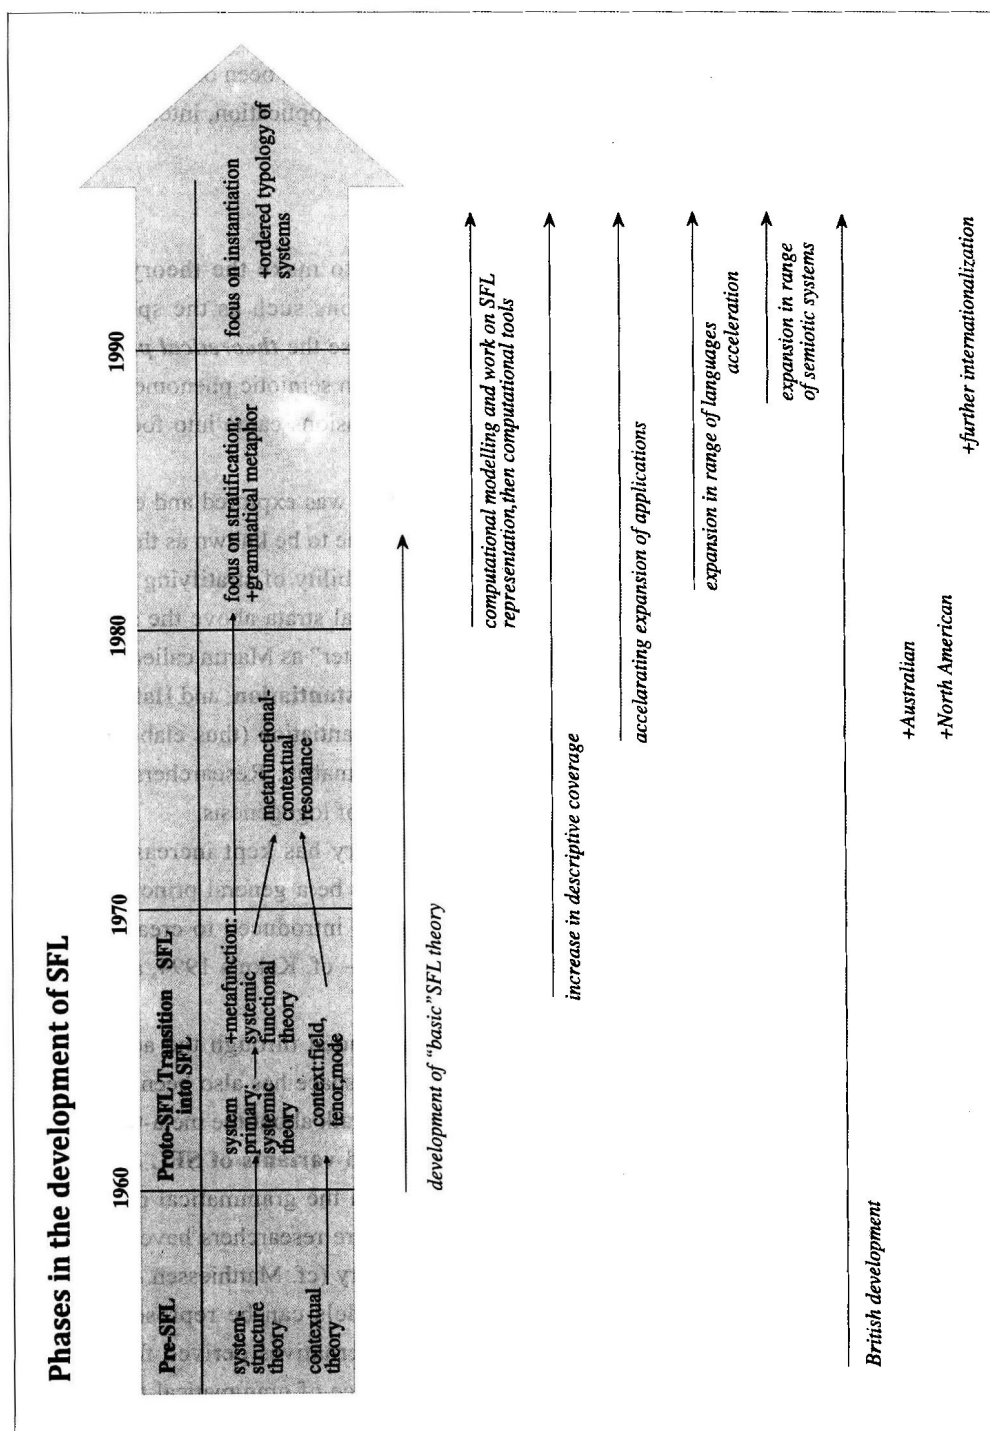 Phases in the development of SFL
1960
1970
1980
1990
Pre-SFL
Proto-SFL
Transition
into SFL
SFL
system-
structure
theory
contextual
theory
system
primary:
systemic
theory
+metafunction:
systemic
functional
theory
context:field,
tenor,mode
metafunctional-
contextual
resonance
focus on stratification;
+grammatical metaphor
focus on instantiation
+ordered typology of
systems
development of "basic"SFL theory
computational modelling and work on SFL
representation,then computational tools
increase in descriptive coverage
accelarating expansion of applications
expansion in range of languages
acceleration
expansion in range
of semiotic systems
British development
+Australian
+North American
+further internationalization